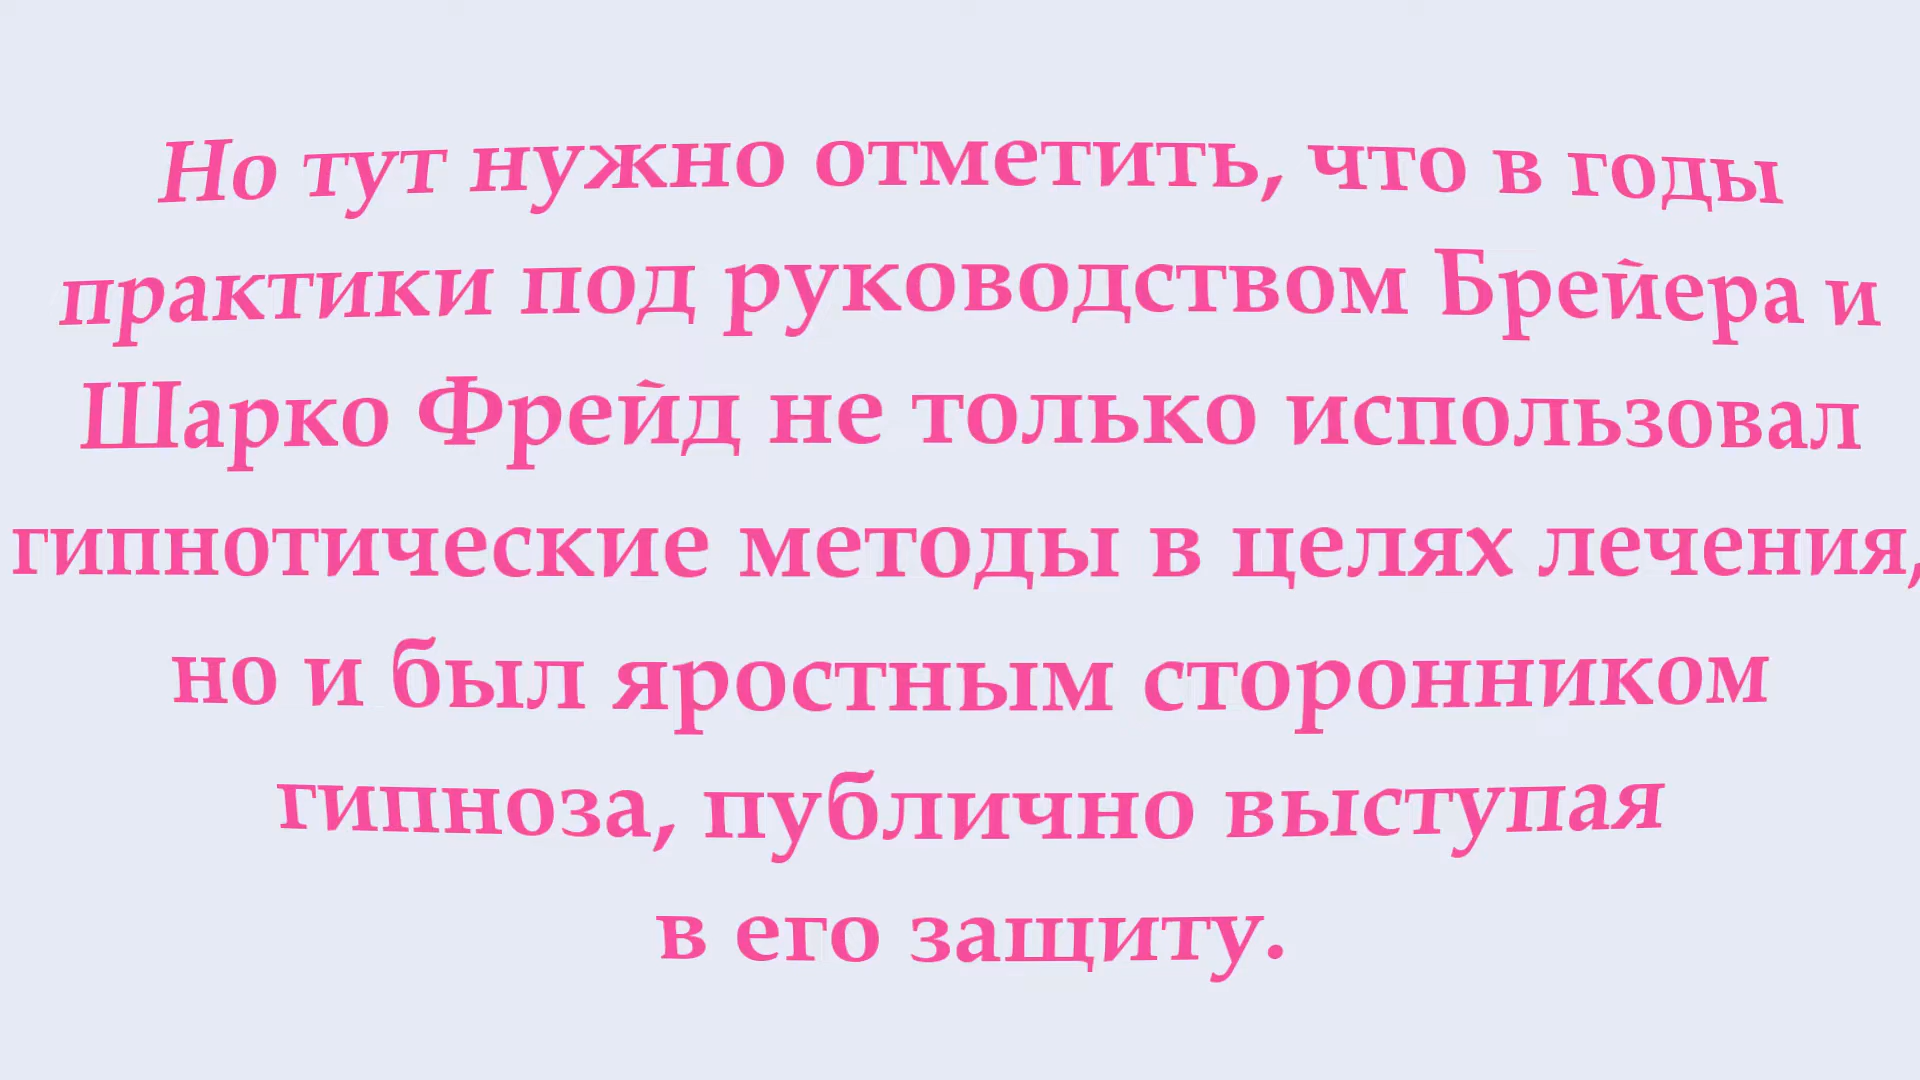 Но тут нужно отметить, что в годы
практики под руководством Брейера и
Шарко Фрейд не только использовал
гипнотические методы в целях лечения,
но и был яростным сторонником
гипноза, публично выступая
в его защиту.